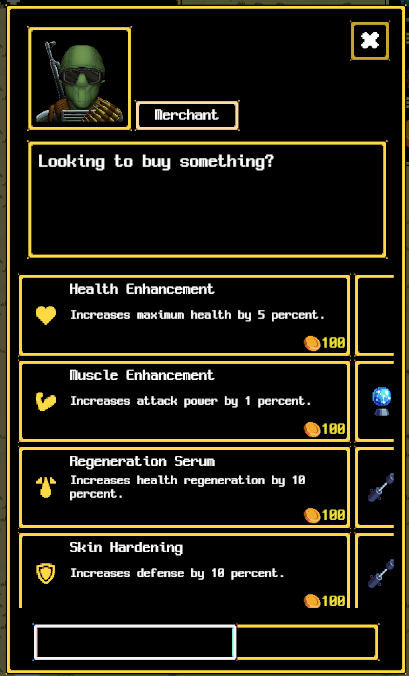 Merchant
Looking to buy something?
Health Enhancement
Increases maximum health by 5 percent.
100
Muscle Enhancement
Increases attack power by 1 percent.
100
Regeneration Serum
Increases health regeneration by 10
percent.
100
Skin Hardening
Increases defense by 10 percent.
100